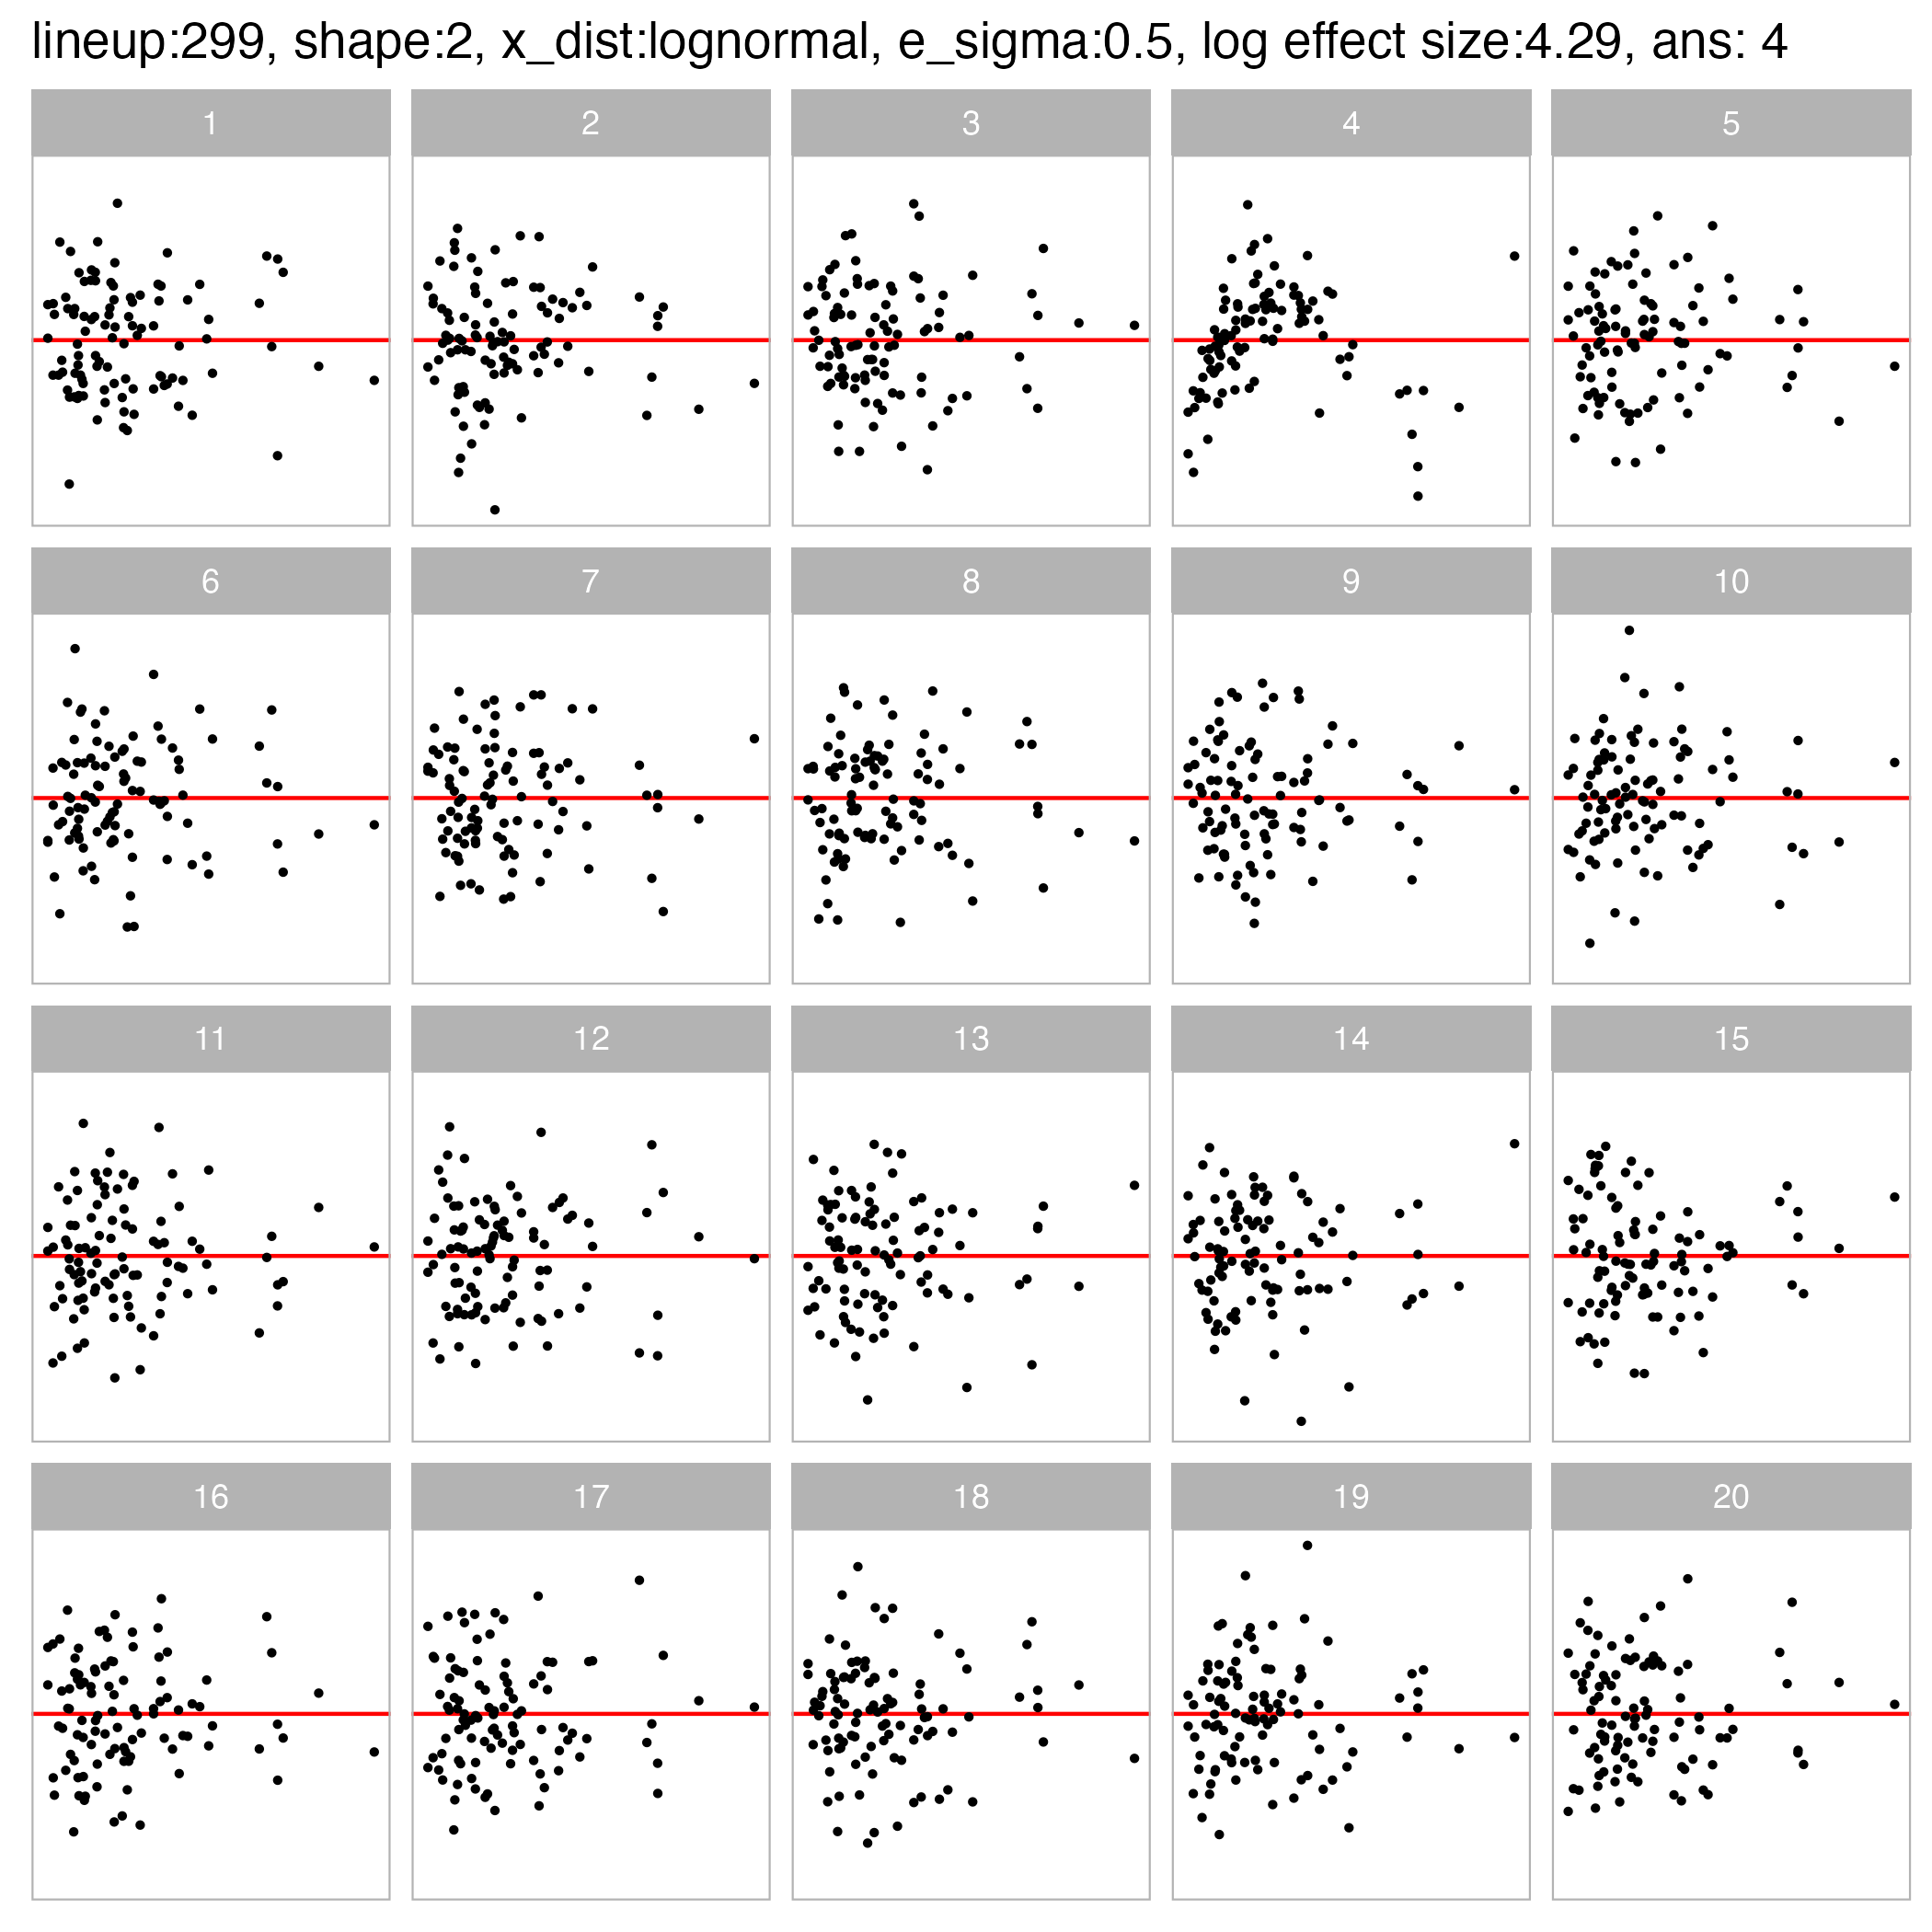 lineup:299, shape:2, x_dist:lognormal, e_sigma:0.5, log effect size:4.29, ans: 4
1 2 3 4 5
6 7 8 9 10
11 12 13 14 15
16 17 18 19 20